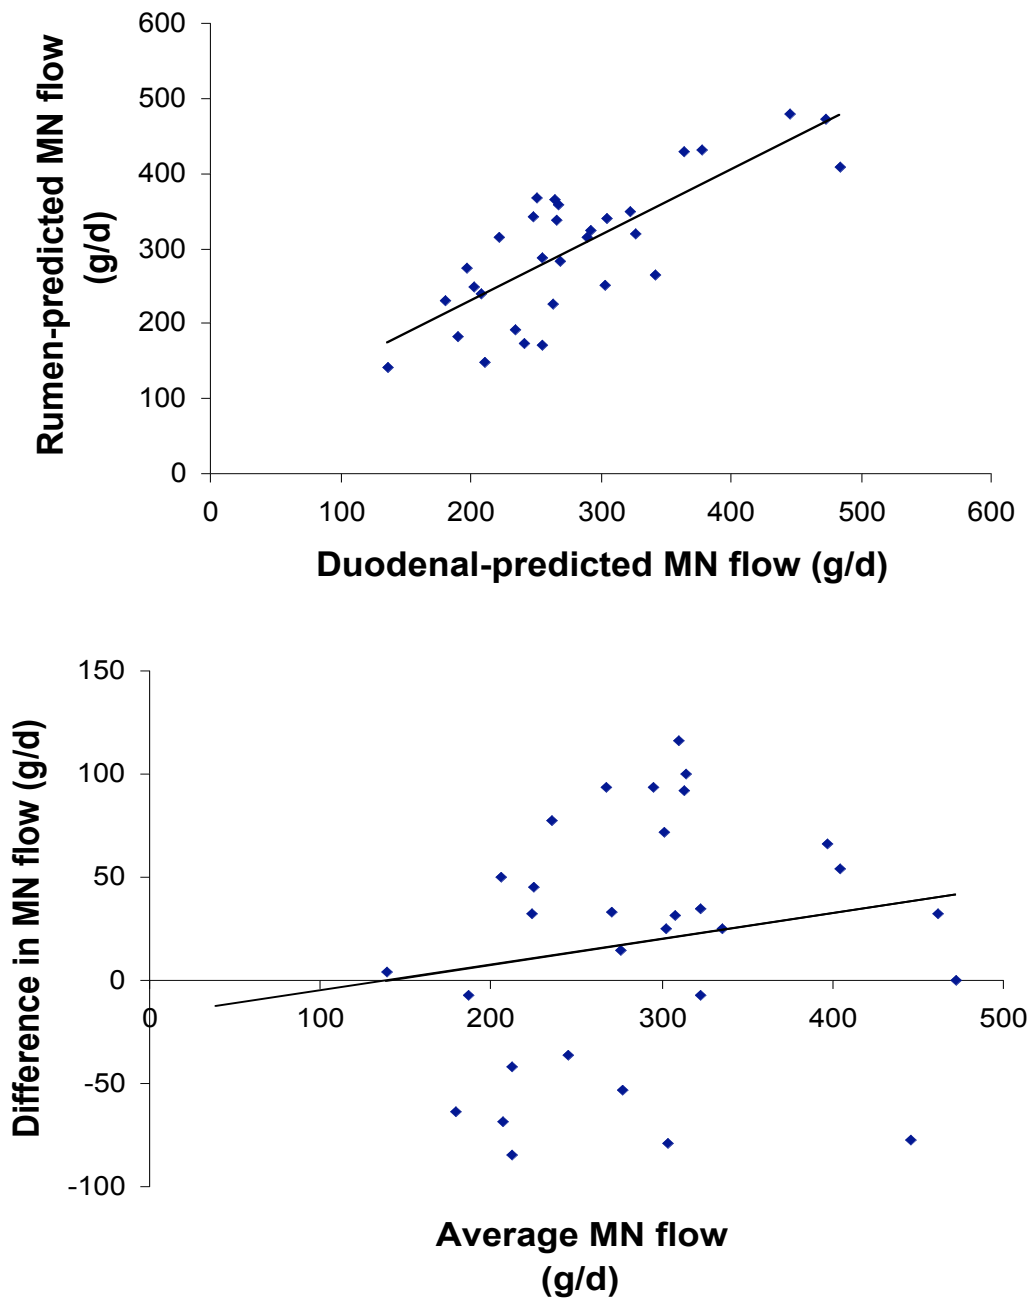 600
500
400
300
200
100
0
Rumen-predicted MN flow
(g/d)
0 100 200 300 400 500 600
Duodenal-predicted MN flow (g/d)
150
100
50
0
-50
-100
Difference in MN flow (g/d)
0 100 200 300 400 500
Average MN flow
(g/d)